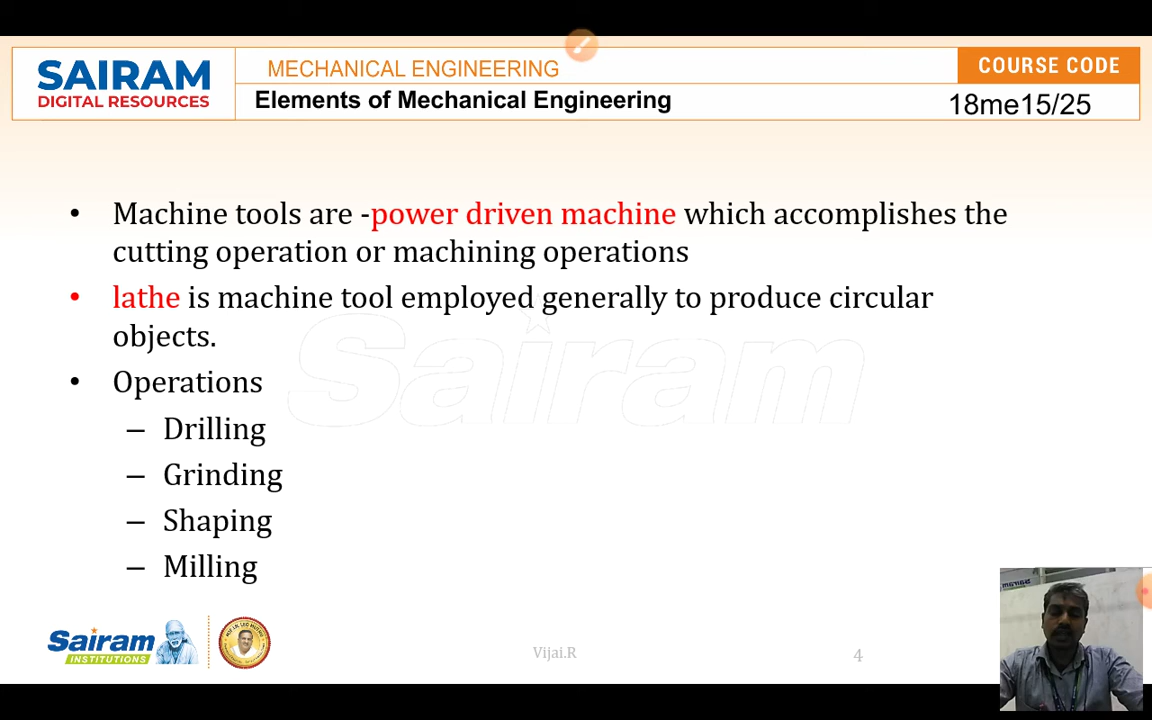 SAIRAM
DIGITAL RESOURCES
MECHANICAL ENGINEERING
COURSE CODE
Elements of Mechanical Engineering
18me15/25
• Machine tools are -power driven machine which accomplishes the
cutting operation or machining operations
• lathe is machine tool employed generally to produce circular
objects.
• Operations
– Drilling
– Grinding
– Shaping
– Milling
Sairam
Sairam
INSTITUTIONS
Vijai.R
4